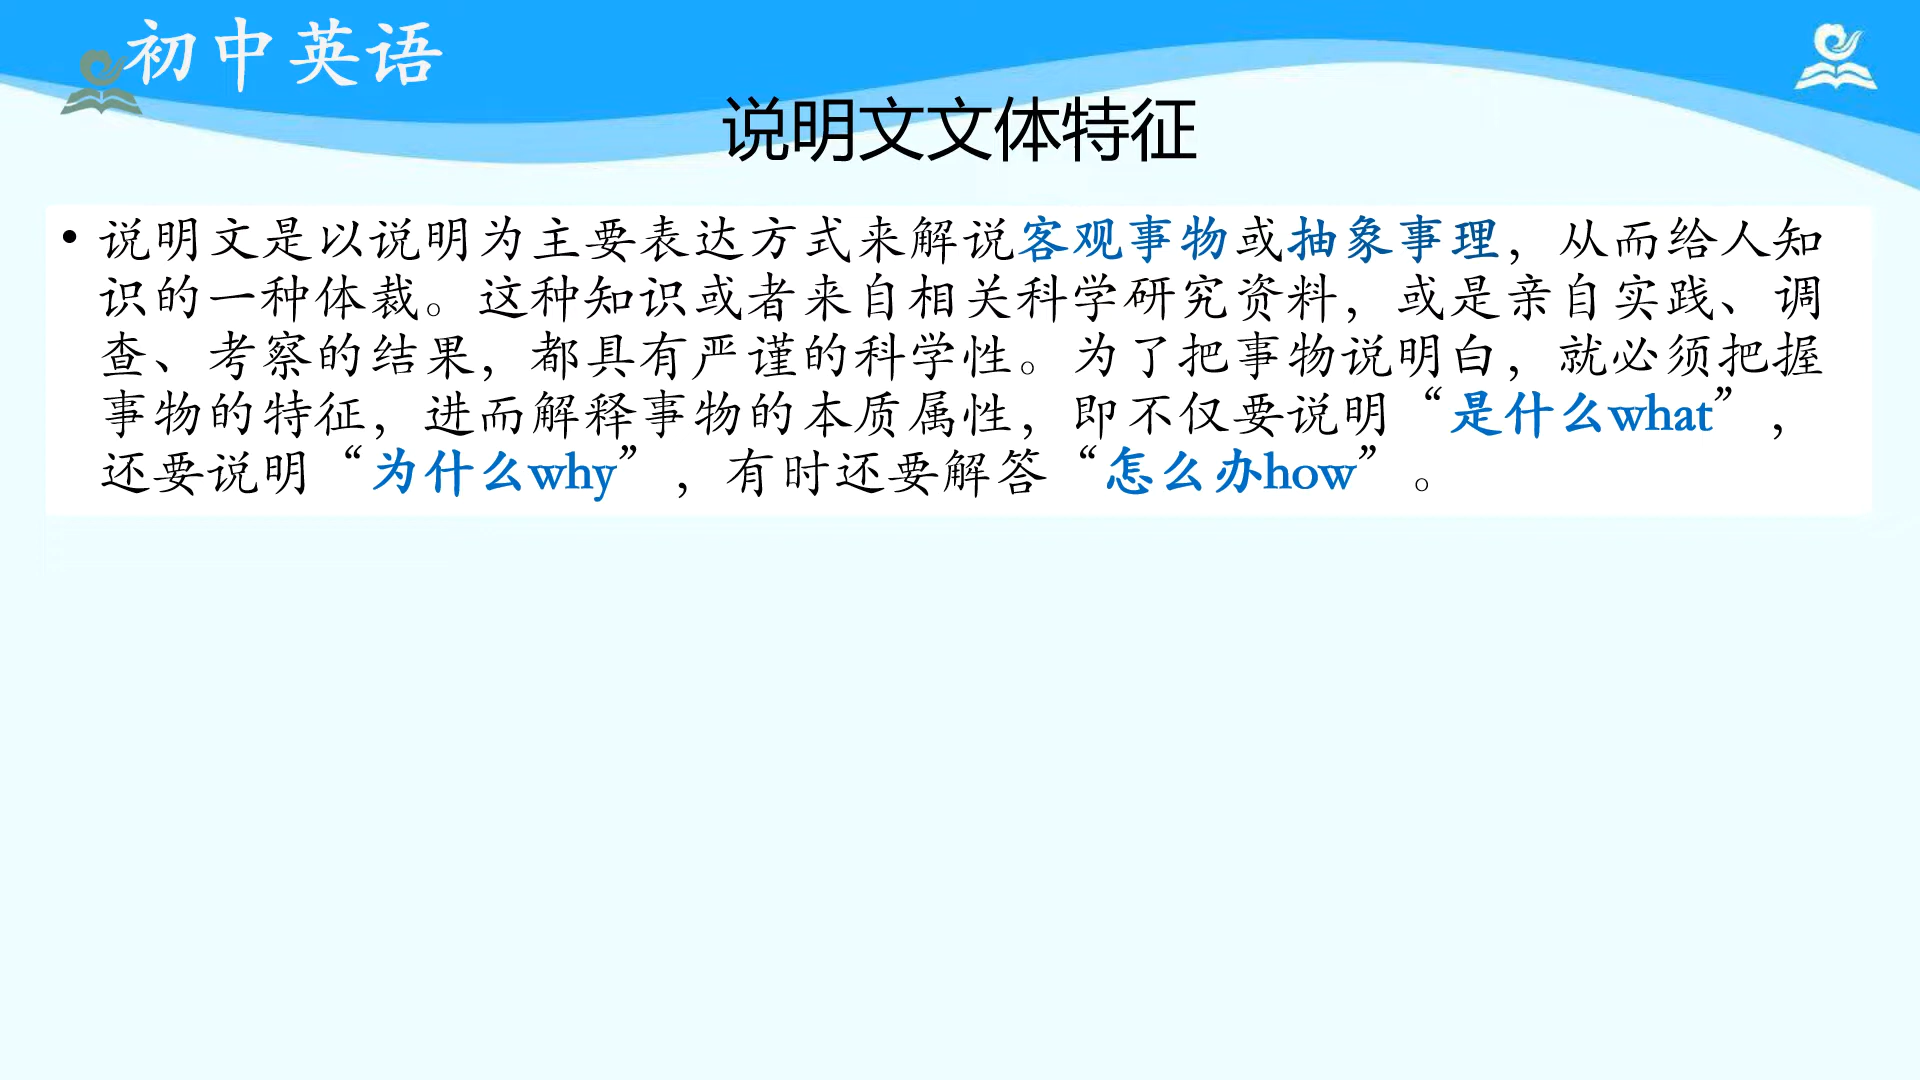 初中英语
说明文文体特征
• 说明文是以说明为主要表达方式来解说客观事物或抽象事理，从而给人知
识的一种体裁。这种知识或者来自相关科学研究资料，或是亲自实践、调
查、考察的结果，都具有严谨的科学性。为了把事物说明白，就必须把握
事物的特征，进而解释事物的本质属性，即不仅要说明“是什么what”，
还要说明“为什么why”，有时还要解答“怎么办how”。